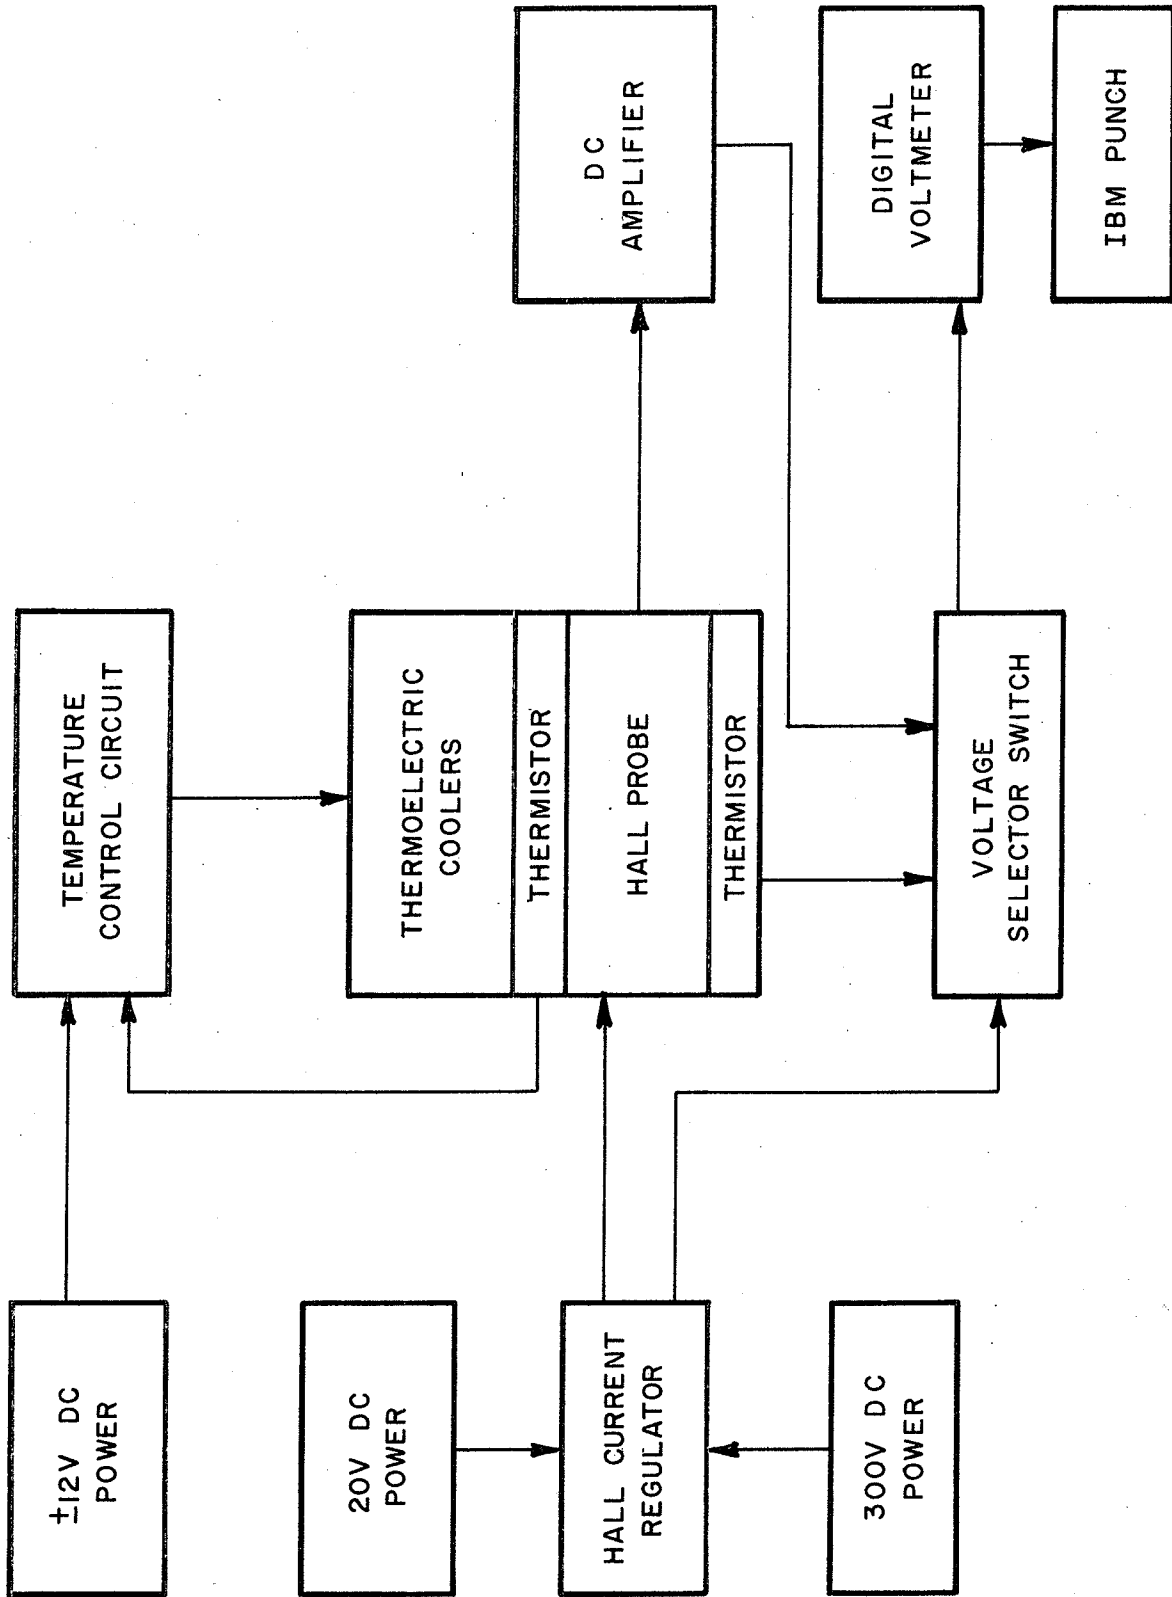 ±12V DC
POWER
20V DC
POWER
HALL CURRENT
REGULATOR
300V DC
POWER
TEMPERATURE
CONTROL CIRCUIT
THERMOELECTRIC
COOLERS
THERMISTOR
HALL PROBE
THERMISTOR
VOLTAGE
SELECTOR SWITCH
DC
AMPLIFIER
DIGITAL
VOLTMETER
IBM PUNCH